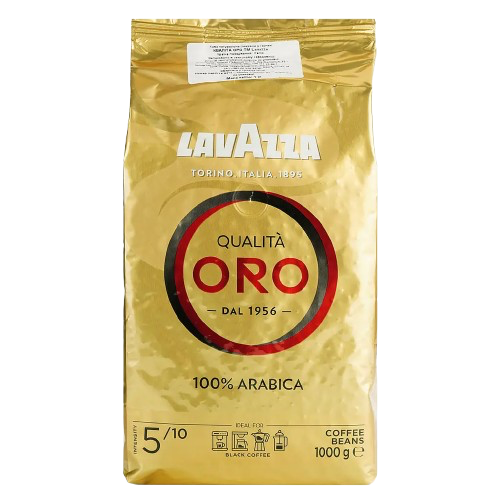 LAVAZZA
TORINO, ITALIA, 1895
QUALITÀ
ORO
DAL 1956
100% ARABICA
INTENSITY
5/10
IDEAL FOR
BLACK COFFEE
COFFEE
BEANS
1000 g ℮